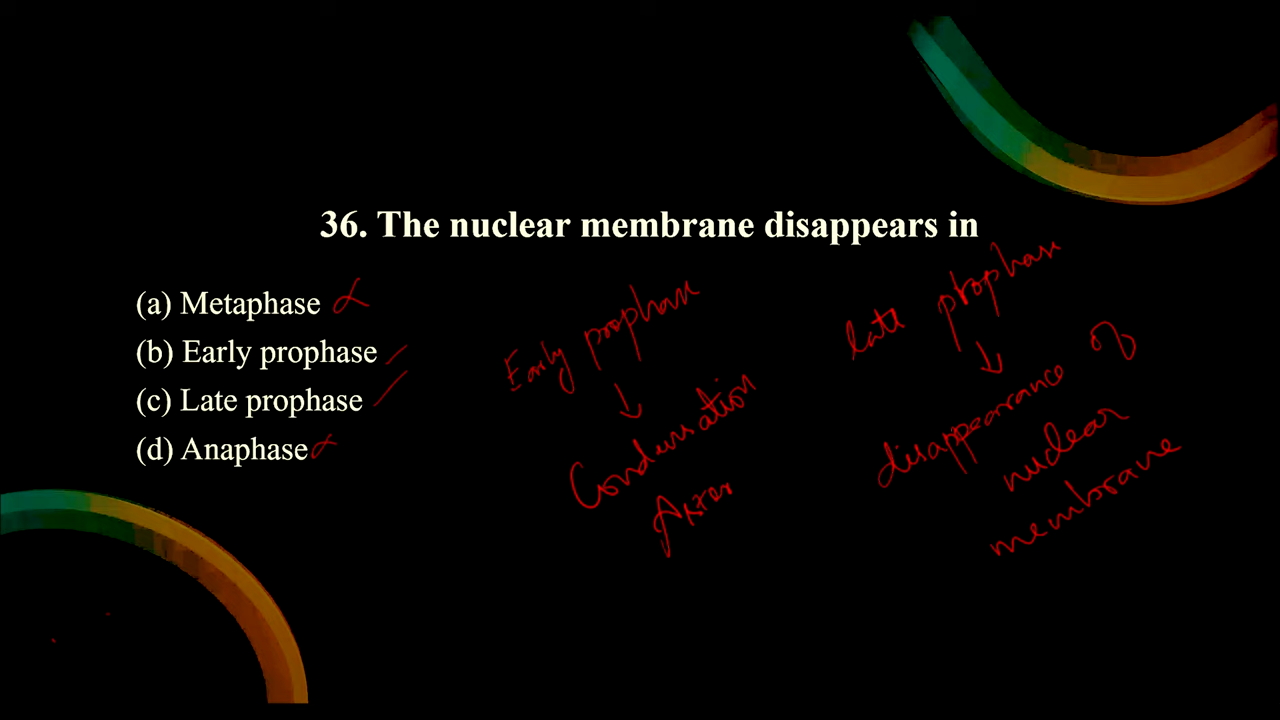 36. The nuclear membrane disappears in
(a) Metaphase
(b) Early prophase
(c) Late prophase
(d) Anaphase
Early prophase
↓
Condensation
Aster
late prophase
↓
disappearance of
nuclear
membrane